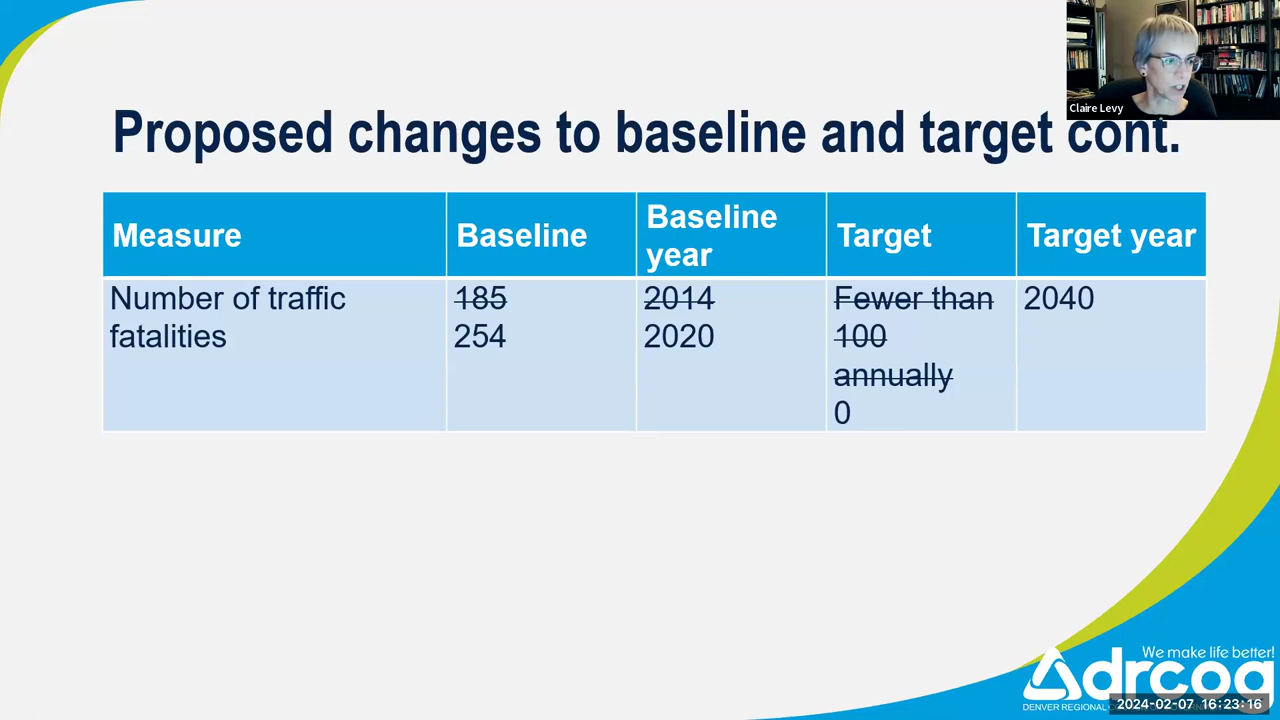 Claire Levy
Proposed changes to baseline and target cont.
Measure
Baseline
Baseline
year
Target
Target year
Number of traffic
fatalities
185
254
2014
2020
Fewer than
100
annually
0
2040
We make life better!
drcog
DENVER REGIONAL
2024-02-07 16:23:16